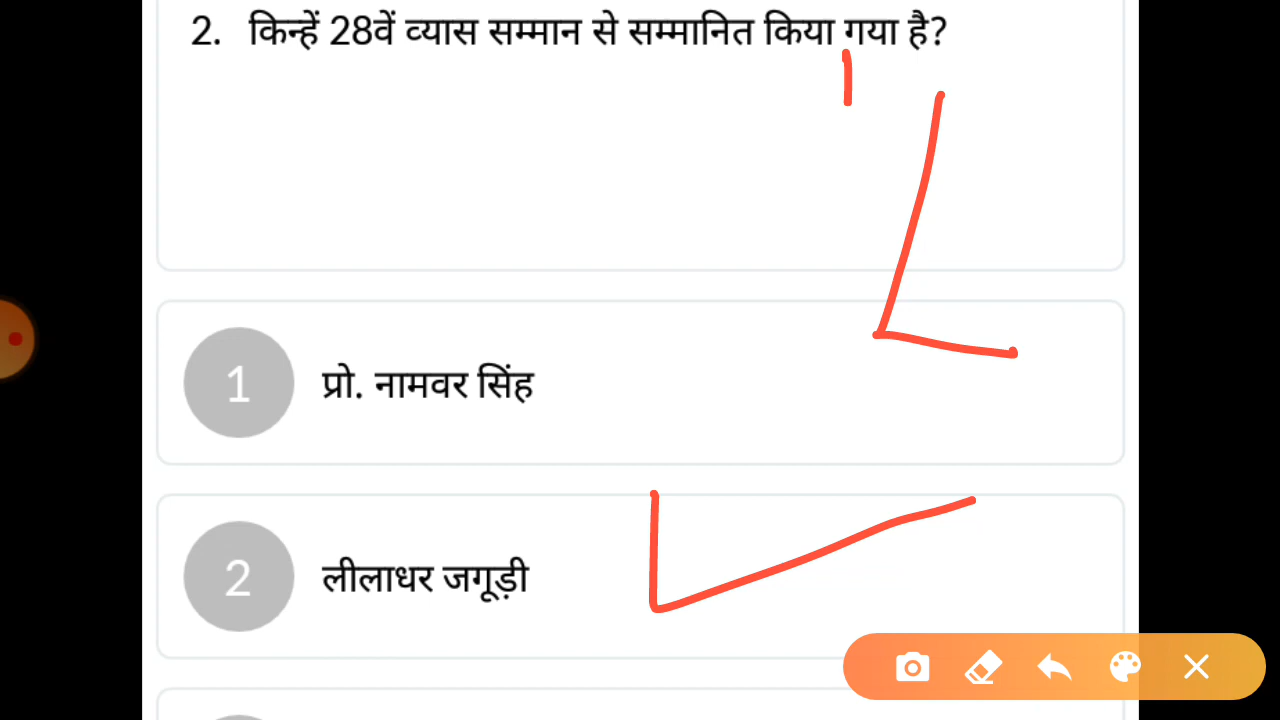 2. किन्हें 28वें व्यास सम्मान से सम्मानित किया गया है?
1 प्रो. नामवर सिंह
2 लीलाधर जगूड़ी